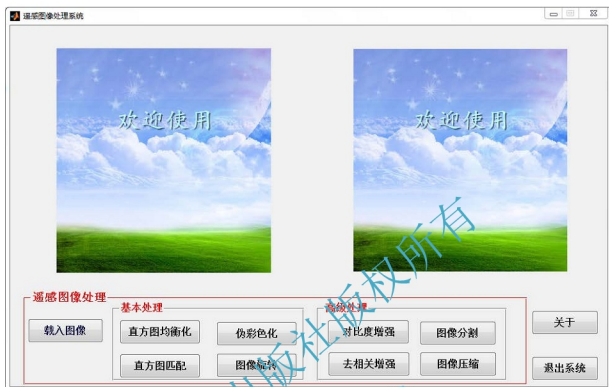 遥感图像处理系统
欢迎使用
欢迎使用
遥感图像处理
基本处理
高级处理
载入图像
直方图均衡化
伪彩色化
对比度增强
图像分割
关于
直方图匹配
图像旋转
去相关增强
图像压缩
退出系统
出版社版权所有